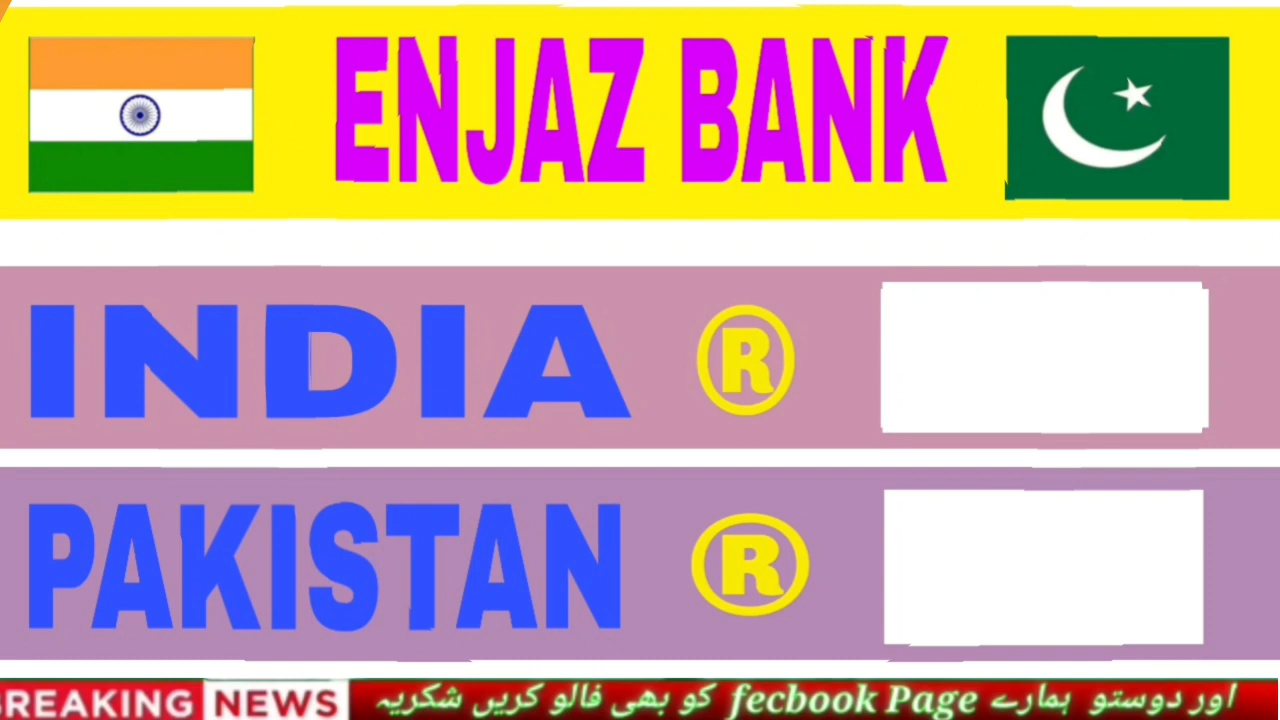 ENJAZ BANK
INDIA ®
PAKISTAN ®
BREAKING NEWS
اور دوستو ہمارے fecbook Page کو بھی فالو کریں شکریہ